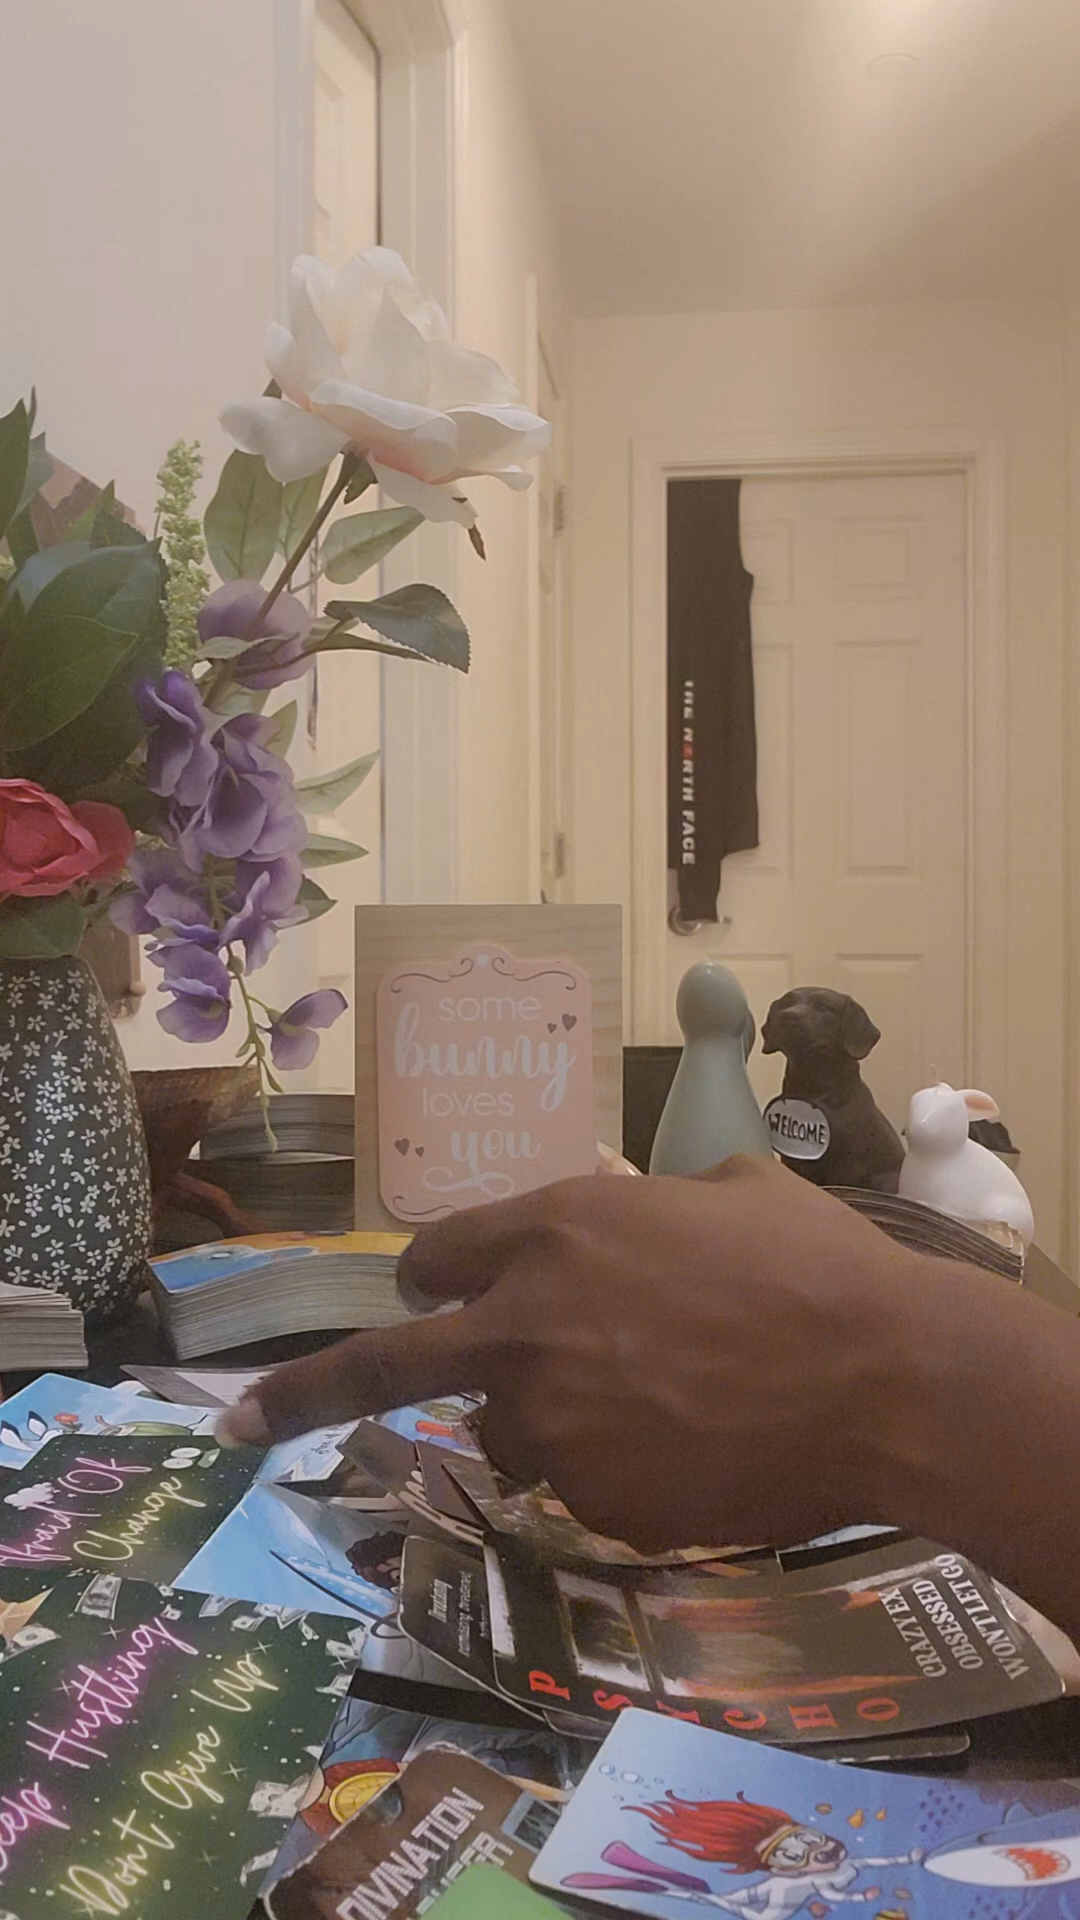 THE NORTH FACE
some
bunny
loves
you
WELCOME
Afraid Of
Change
Keep Hustling
Don't Give Up
PSYCHO
CRAZY EX
OBSESSED
WON'T LET GO
DIVINATION